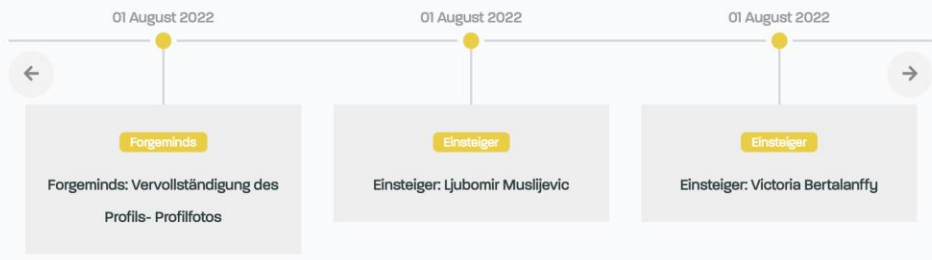 01 August 2022
01 August 2022
01 August 2022
Forgeminds
Forgeminds: Vervollständigung des
Profils- Profilfotos
Einsteiger
Einsteiger: Ljubomir Muslijevic
Einsteiger
Einsteiger: Victoria Bertalanffy